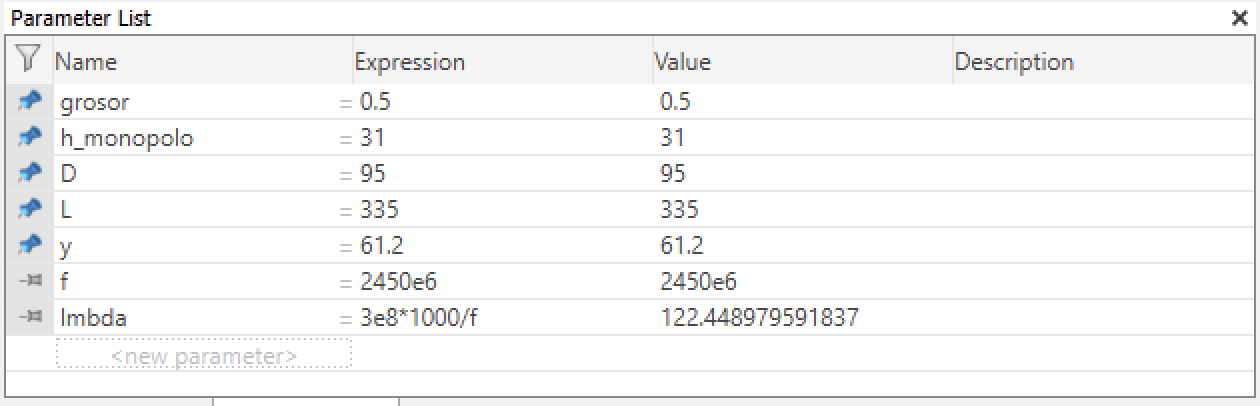 Parameter List
Name Expression Value Description
grosor = 0.5 0.5
h_monopolo = 31 31
D = 95 95
L = 335 335
y = 61.2 61.2
f = 2450e6 2450e6
lmbda = 3e8*1000/f 122.448979591837
<new parameter>